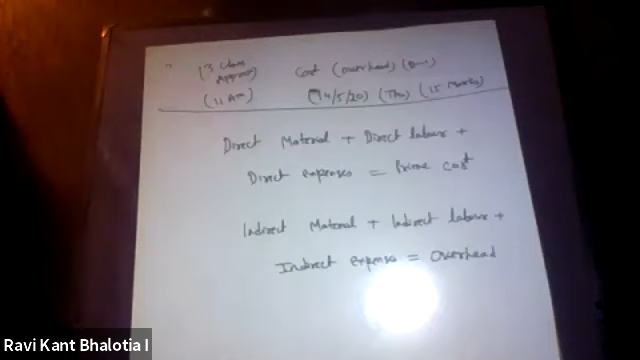 (3 Class Approx) Cost (Overhead)
(11 Am) (14/5/20) (Thu) (15 Marks)
Direct Material + Direct labour +
Direct expenses = Prime cost
Indirect Material + Indirect labour +
Indirect expenses = Overhead
Ravi Kant Bhalotia I